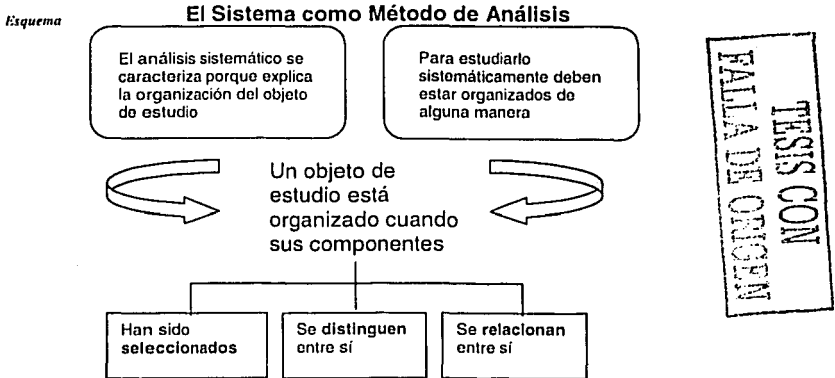 Esquema
El Sistema como Método de Análisis
El análisis sistemático se
caracteriza porque explica
la organización del objeto
de estudio
Para estudiarlo
sistemáticamente deben
estar organizados de
alguna manera
Un objeto de
estudio está
organizado cuando
sus componentes
Han sido
seleccionados
Se distinguen
entre sí
Se relacionan
entre sí
TESIS CON
FALLA DE ORIGEN